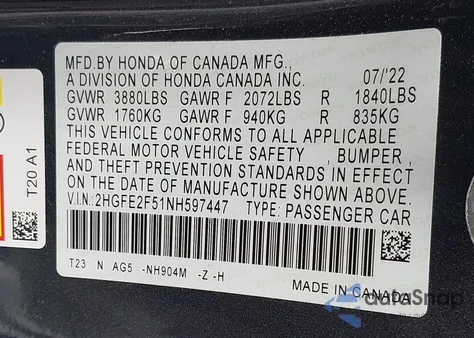 MFD.BY HONDA OF CANADA MFG.,
A DIVISION OF HONDA CANADA INC. 07/'22
GVWR 3880LBS GAWR F 2072LBS R 1840LBS
GVWR 1760KG GAWR F 940KG R 835KG
THIS VEHICLE CONFORMS TO ALL APPLICABLE
FEDERAL MOTOR VEHICLE SAFETY , BUMPER ,
AND THEFT PREVENTION STANDARDS IN EFFECT
ON THE DATE OF MANUFACTURE SHOWN ABOVE.
V.I.N:2HGFE2F51NH597447 TYPE: PASSENGER CAR
T23 N AG5 -NH904M -Z -H
MADE IN CANADA
T20 A1
AutoSnap